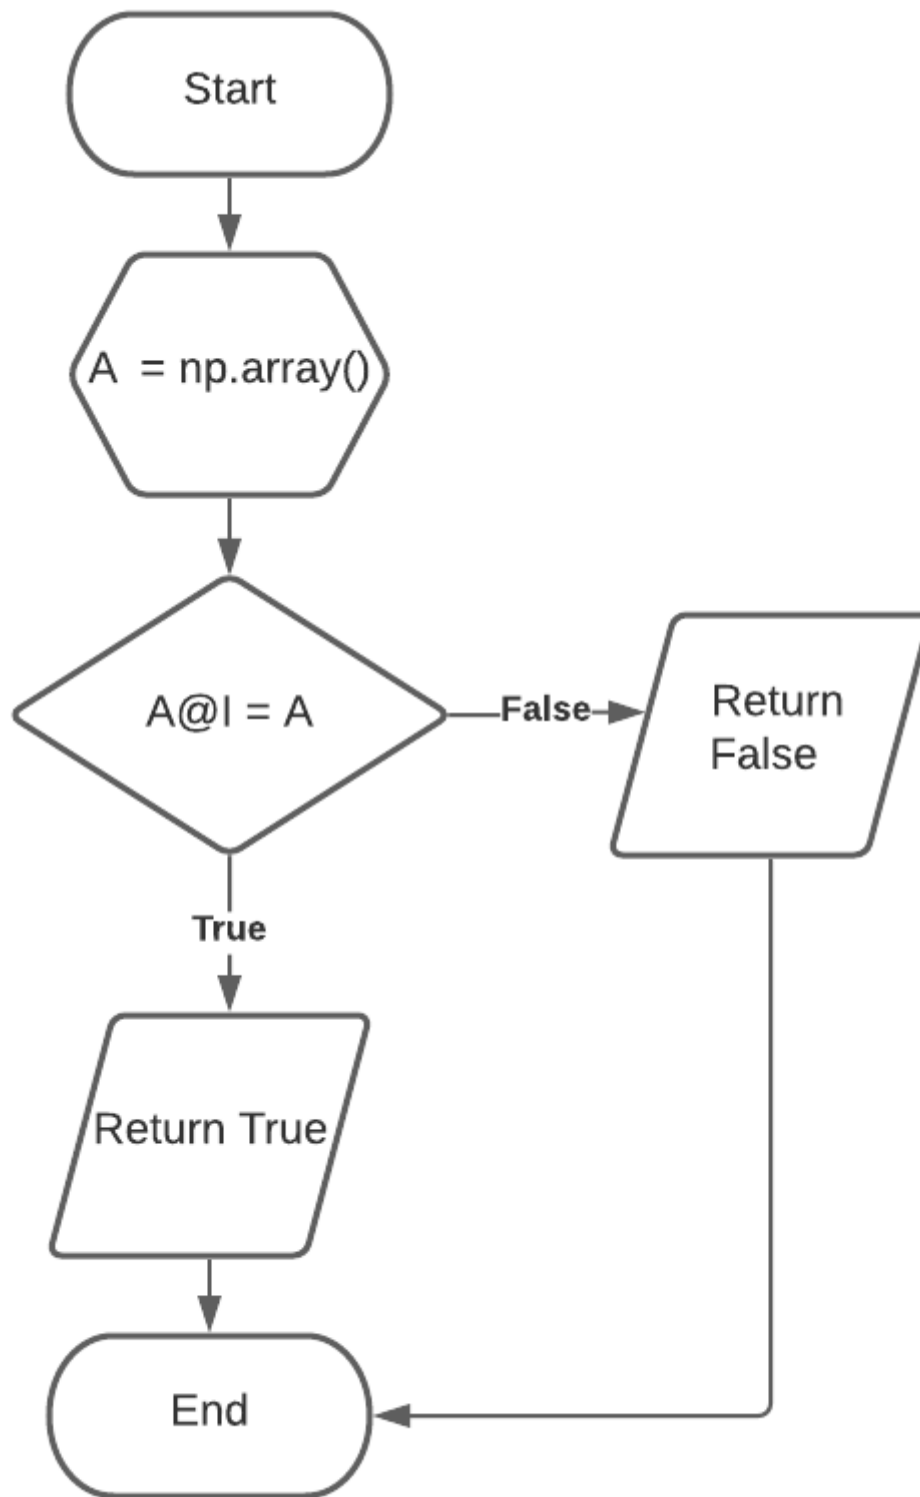 Start
A  = np.array()
A@I = A
False
Return
False
True
Return True
End